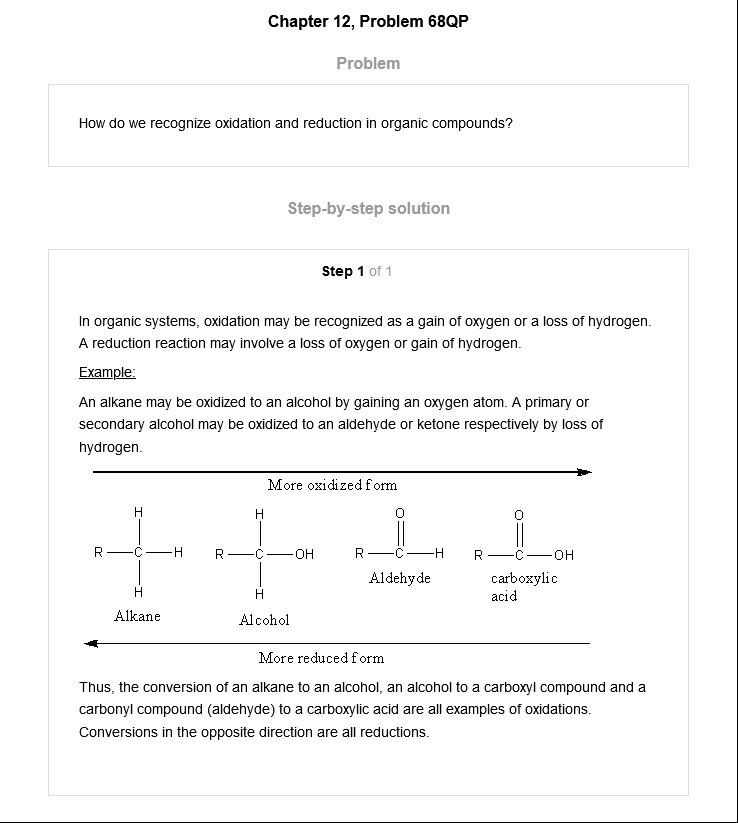 Chapter 12, Problem 68QP
Problem
How do we recognize oxidation and reduction in organic compounds?
Step-by-step solution
Step 1 of 1
In organic systems, oxidation may be recognized as a gain of oxygen or a loss of hydrogen.
A reduction reaction may involve a loss of oxygen or gain of hydrogen.
Example:
An alkane may be oxidized to an alcohol by gaining an oxygen atom. A primary or
secondary alcohol may be oxidized to an aldehyde or ketone respectively by loss of
hydrogen.
More oxidized form
H H O O
R C H R C OH R C H R C OH
H H
Aldehyde carboxylic
acid
Alkane Alcohol
More reduced form
Thus, the conversion of an alkane to an alcohol, an alcohol to a carboxyl compound and a
carbonyl compound (aldehyde) to a carboxylic acid are all examples of oxidations.
Conversions in the opposite direction are all reductions.